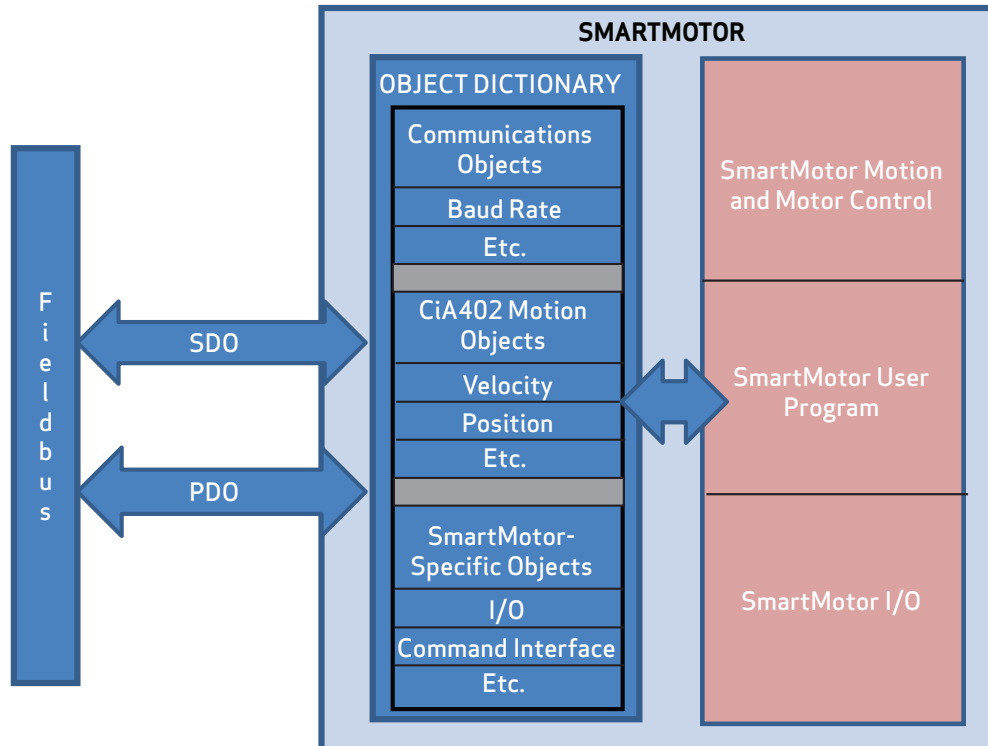 SMARTMOTOR
Fieldbus
SDO
PDO
OBJECT DICTIONARY
Communications
Objects
Baud Rate
Etc.
CiA402 Motion
Objects
Velocity
Position
Etc.
SmartMotor-
Specific Objects
I/O
Command Interface
Etc.
SmartMotor Motion
and Motor Control
SmartMotor User
Program
SmartMotor I/O